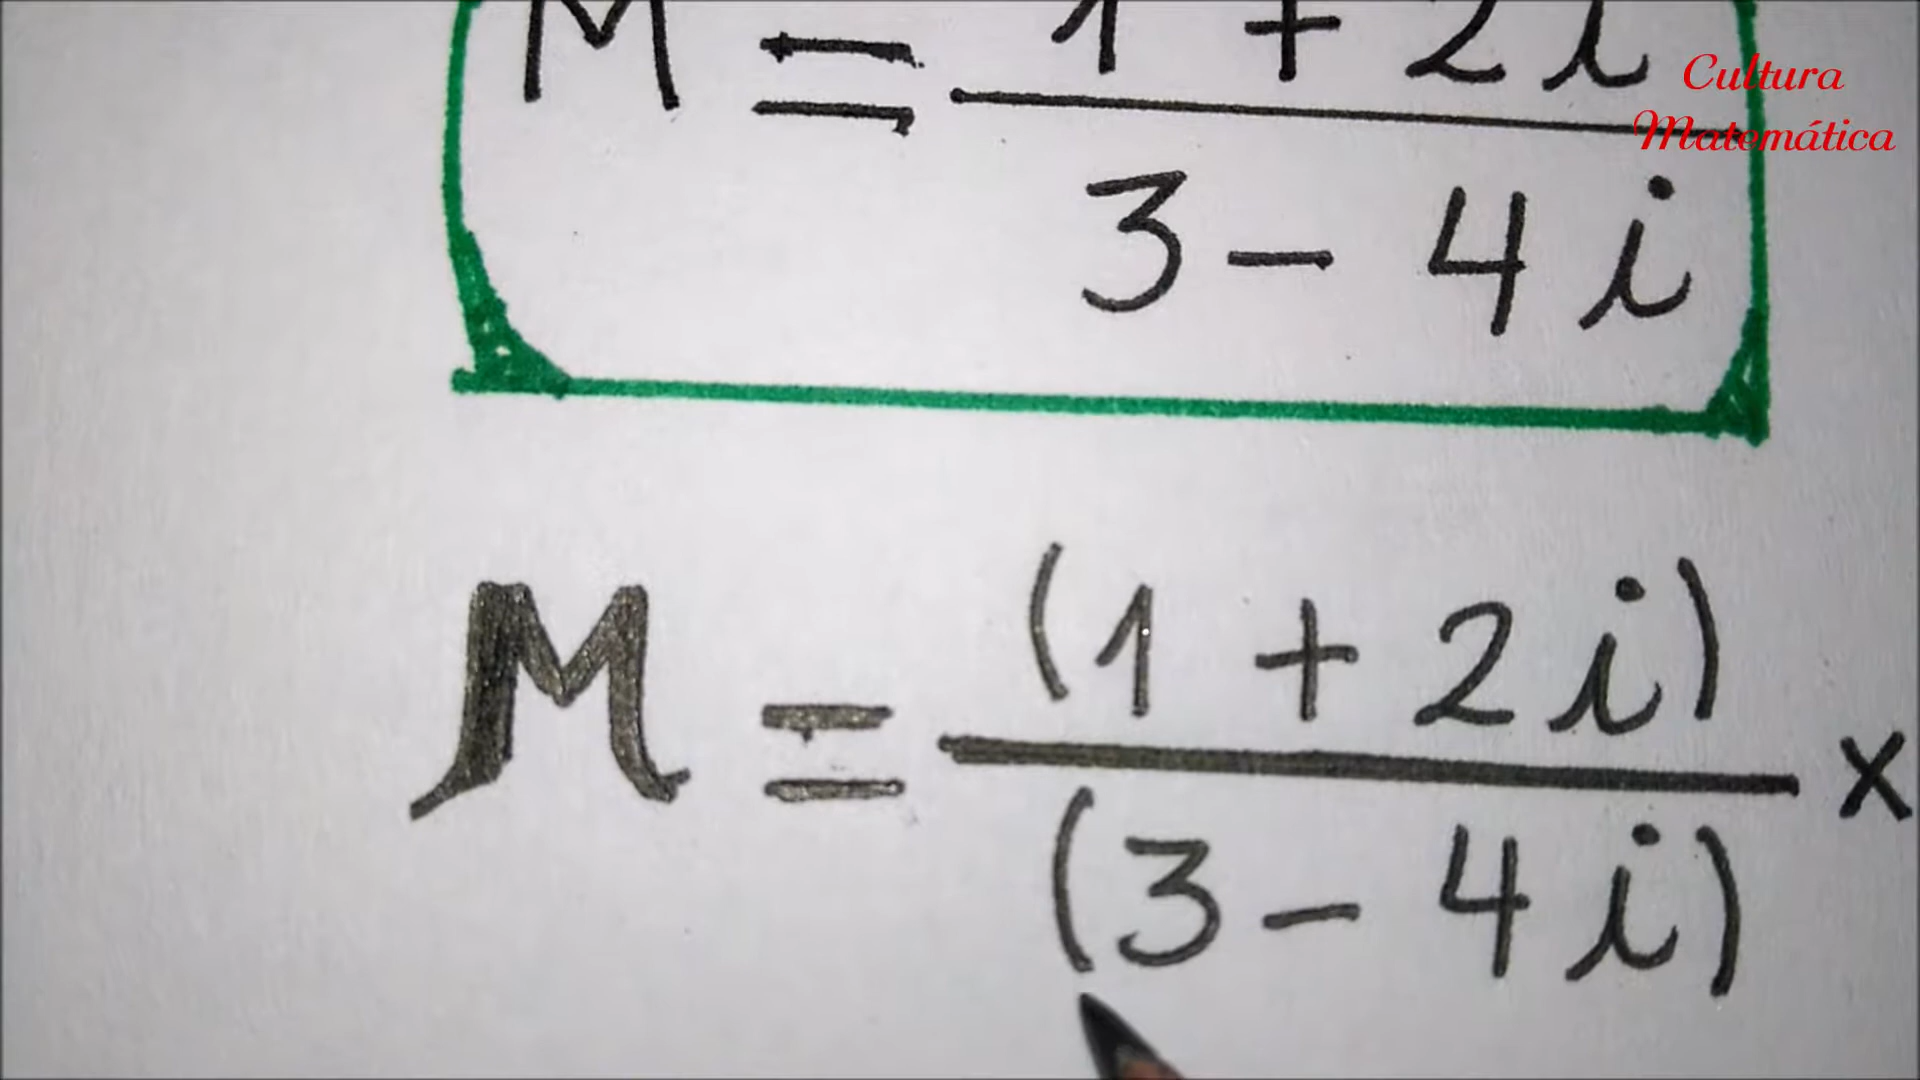 M = 1 + 2i
3 - 4i
Cultura
Matemática
M = (1 + 2i) x
(3 - 4i)